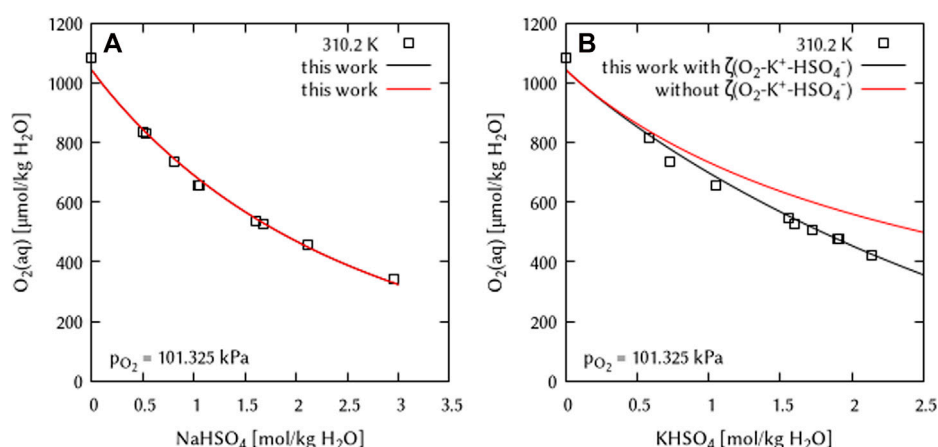 A
310.2 K
this work
this work
1200
1000
800
600
400
200
0
O₂(aq) [µmol/kg H₂O]
p_O₂ = 101.325 kPa
0 0.5 1 1.5 2 2.5 3 3.5
NaHSO₄ [mol/kg H₂O]
B
310.2 K
this work with ζ(O₂-K⁺-HSO₄⁻)
without ζ(O₂-K⁺-HSO₄⁻)
1200
1000
800
600
400
200
0
O₂(aq) [µmol/kg H₂O]
p_O₂ = 101.325 kPa
0 0.5 1 1.5 2 2.5
KHSO₄ [mol/kg H₂O]